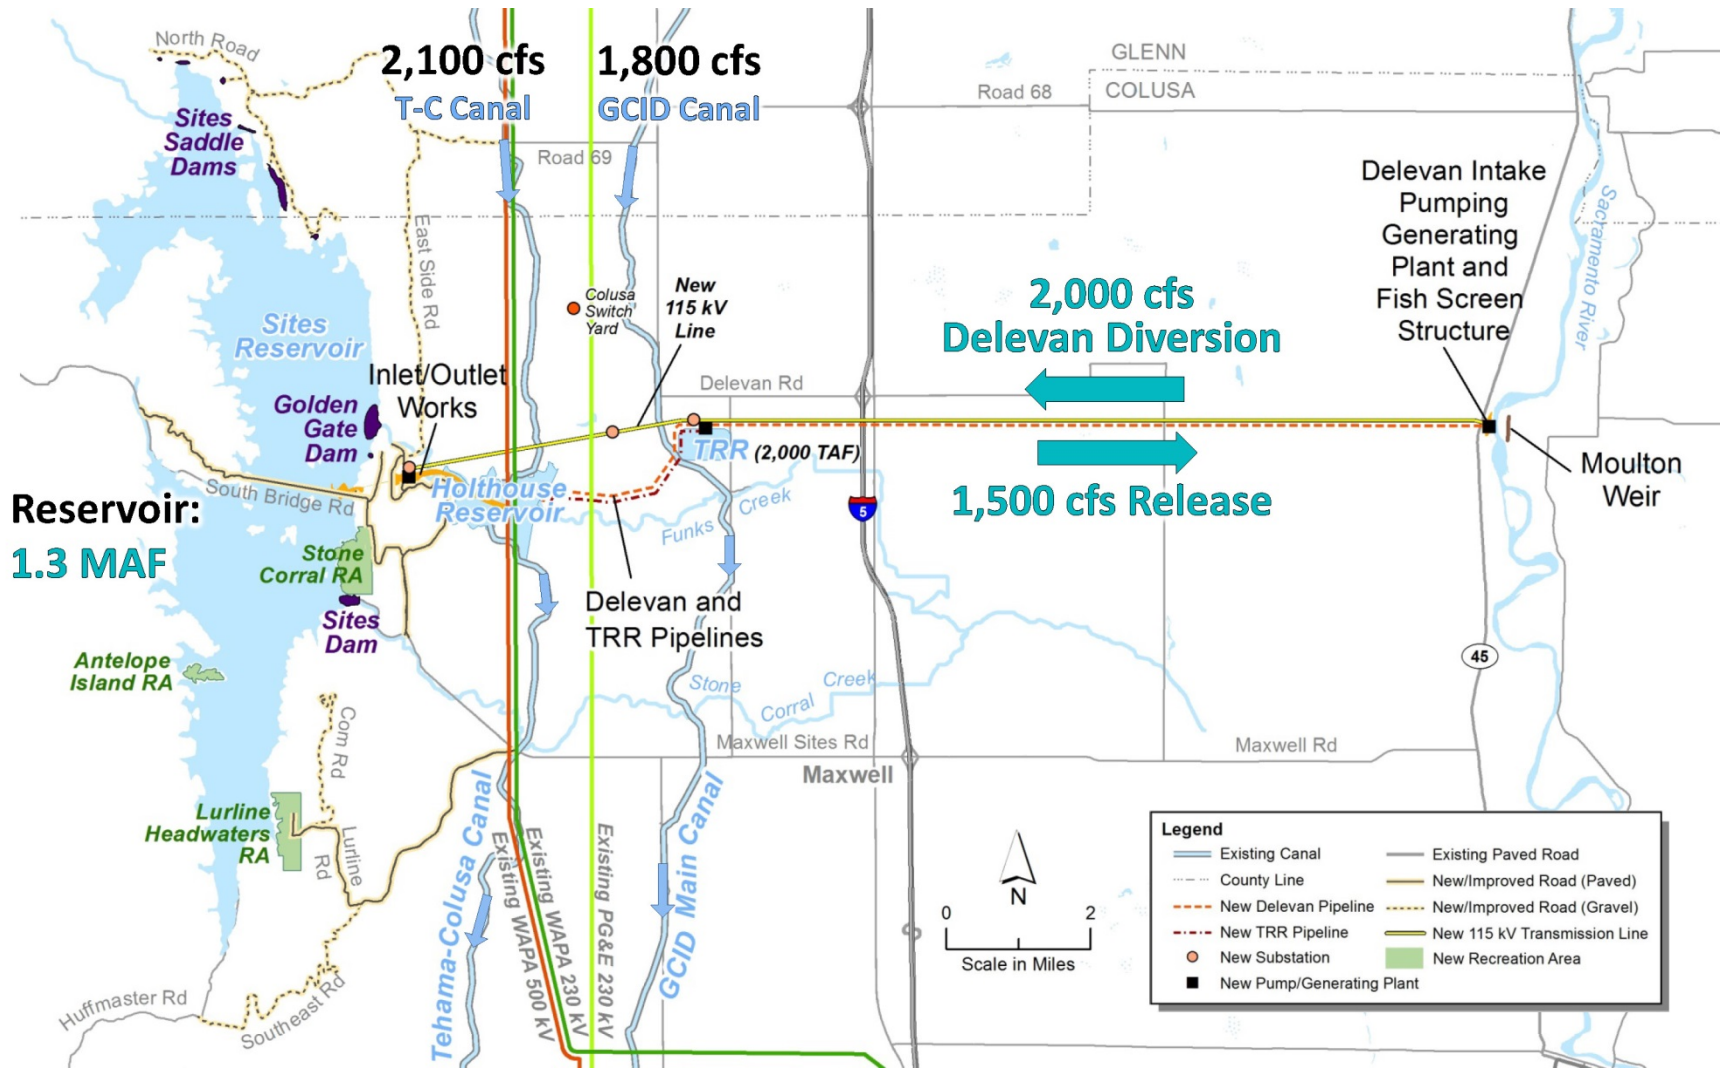 North Road
2,100 cfs
T-C Canal
1,800 cfs
GCID Canal
GLENN
COLUSA
Road 68
Road 69
Sites
Saddle
Dams
East Side Rd
Delevan Intake
Pumping
Generating
Plant and
Fish Screen
Structure
Sacramento River
Colusa
Switch
Yard
New
115 kV
Line
2,000 cfs
Delevan Diversion
Sites
Reservoir
Inlet/Outlet
Works
Delevan Rd
Golden
Gate
Dam
TRR (2,000 TAF)
1,500 cfs Release
Moulton
Weir
South Bridge Rd
Holthouse
Reservoir
Funks Creek
5
Reservoir:
1.3 MAF
Stone
Corral RA
Sites
Dam
Delevan and
TRR Pipelines
Antelope
Island RA
Stone Corral Creek
45
Com Rd
Maxwell Sites Rd
Maxwell Rd
Maxwell
Lurline
Headwaters
RA
Lurline Rd
Tehama-Colusa Canal
Existing WAPA 500 kV
Existing WAPA 230 kV
Existing PG&E 230 kV
GCID Main Canal
Huffmaster Rd
Southeast Rd
N
0 2
Scale in Miles
Legend
Existing Canal
County Line
New Delevan Pipeline
New TRR Pipeline
New Substation
New Pump/Generating Plant
Existing Paved Road
New/Improved Road (Paved)
New/Improved Road (Gravel)
New 115 kV Transmission Line
New Recreation Area